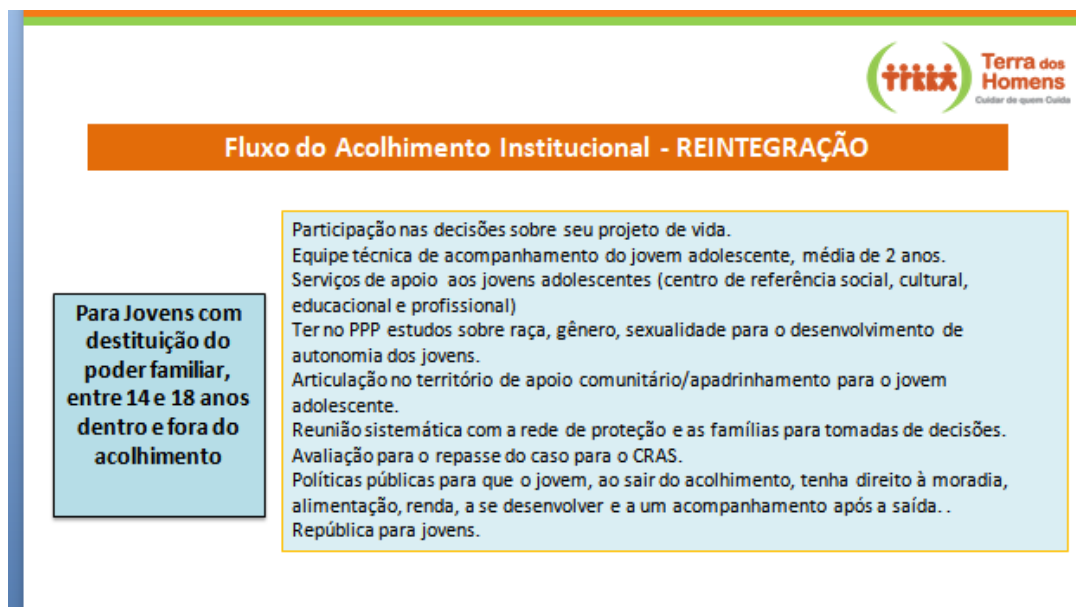 Terra dos
Homens
Cuidar de quem Cuida
Fluxo do Acolhimento Institucional - REINTEGRAÇÃO
Para Jovens com
destituição do
poder familiar,
entre 14 e 18 anos
dentro e fora do
acolhimento
Participação nas decisões sobre seu projeto de vida.
Equipe técnica de acompanhamento do jovem adolescente, média de 2 anos.
Serviços de apoio aos jovens adolescentes (centro de referência social, cultural,
educacional e profissional)
Ter no PPP estudos sobre raça, gênero, sexualidade para o desenvolvimento de
autonomia dos jovens.
Articulação no território de apoio comunitário/apadrinhamento para o jovem
adolescente.
Reunião sistemática com a rede de proteção e as famílias para tomadas de decisões.
Avaliação para o repasse do caso para o CRAS.
Políticas públicas para que o jovem, ao sair do acolhimento, tenha direito à moradia,
alimentação, renda, a se desenvolver e a um acompanhamento após a saída. .
República para jovens.